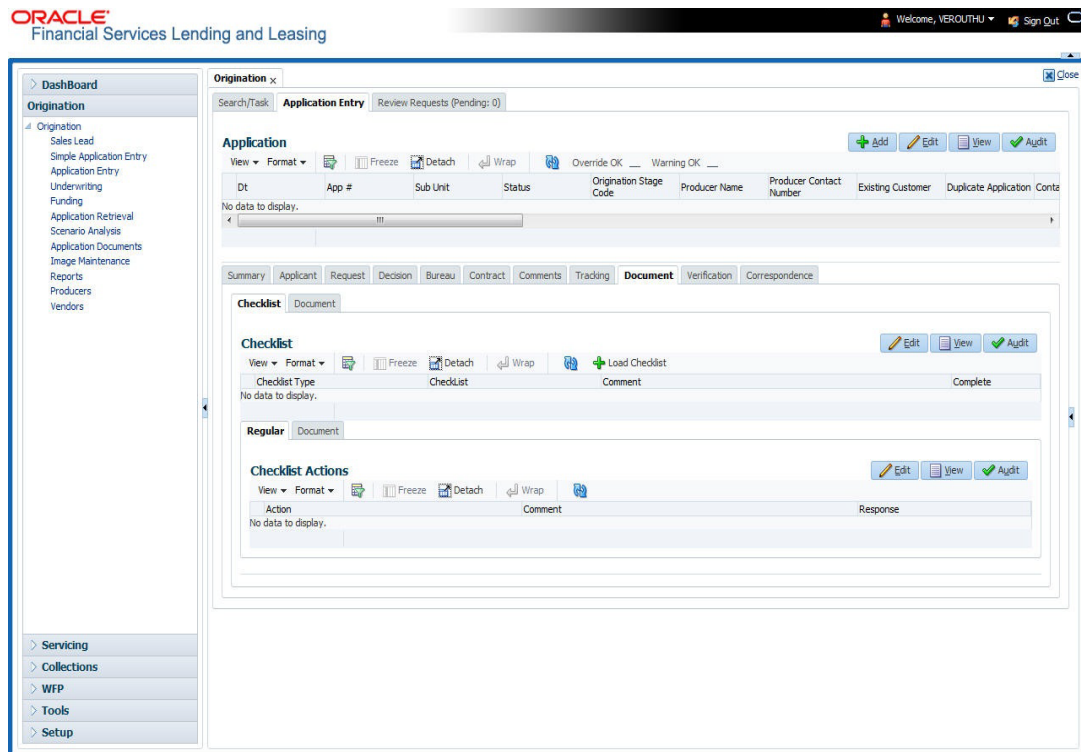 ORACLE®
Financial Services Lending and Leasing
Welcome, VEROUTHU
Sign Out
DashBoard
Origination
Origination
Sales Lead
Simple Application Entry
Application Entry
Underwriting
Funding
Application Retrieval
Scenario Analysis
Application Documents
Image Maintenance
Reports
Producers
Vendors
Servicing
Collections
WFP
Tools
Setup
Origination x
Close
Search/Task Application Entry Review Requests (Pending: 0)
Application
Add Edit View Audit
View Format Freeze Detach Wrap Override OK __ Warning OK __
Dt App # Sub Unit Status Origination Stage Code Producer Name Producer Contact Number Existing Customer Duplicate Application Conta
No data to display.
Summary Applicant Request Decision Bureau Contract Comments Tracking Document Verification Correspondence
Checklist Document
Checklist
Edit View Audit
View Format Freeze Detach Wrap Load Checklist
Checklist Type CheckList Comment Complete
No data to display.
Regular Document
Checklist Actions
Edit View Audit
View Format Freeze Detach Wrap
Action Comment Response
No data to display.